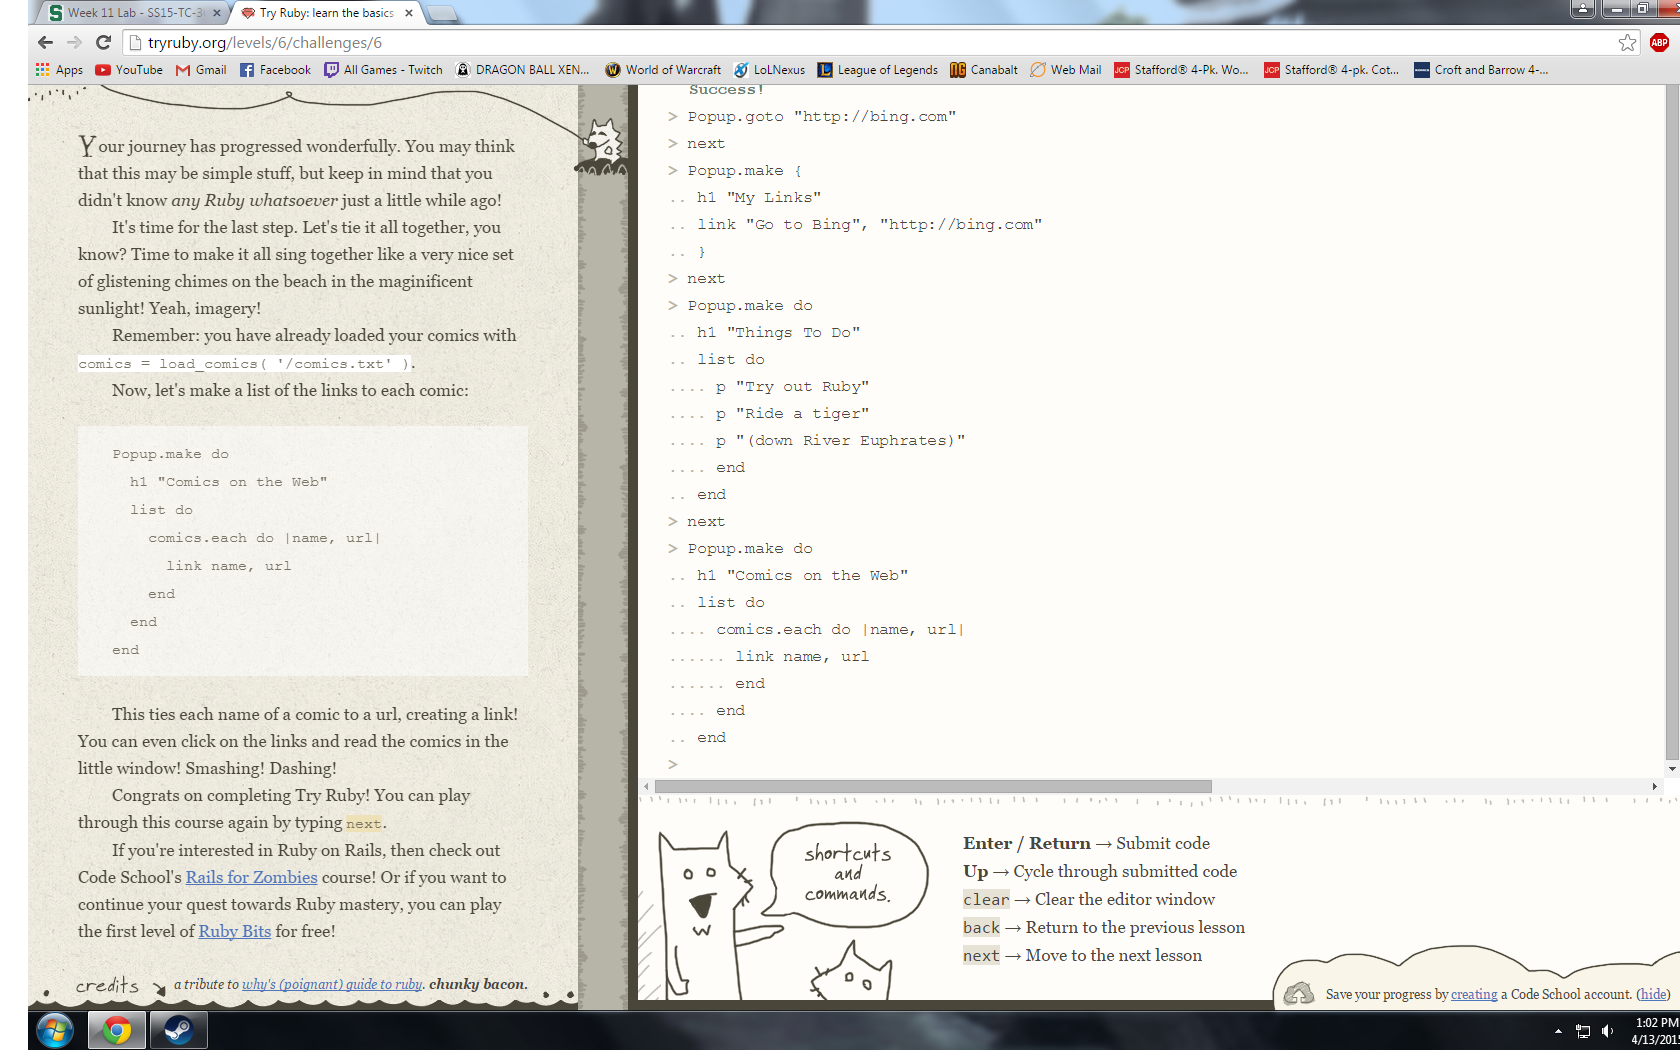 Week 11 Lab - SS15-TC-3
Try Ruby: learn the basics
tryruby.org/levels/6/challenges/6
ABP
Apps
YouTube
Gmail
Facebook
All Games - Twitch
DRAGON BALL XEN...
World of Warcraft
LoLNexus
League of Legends
Canabalt
Web Mail
JCP
Stafford® 4-Pk. Wo...
JCP
Stafford® 4-pk. Cot...
Croft and Barrow 4-...
Your journey has progressed wonderfully. You may think
that this may be simple stuff, but keep in mind that you
didn't know any Ruby whatsoever just a little while ago!
It's time for the last step. Let's tie it all together, you
know? Time to make it all sing together like a very nice set
of glistening chimes on the beach in the maginificent
sunlight! Yeah, imagery!
Remember: you have already loaded your comics with
comics = load_comics( '/comics.txt' ).
Now, let's make a list of the links to each comic:
Popup.make do
h1 "Comics on the Web"
list do
comics.each do |name, url|
link name, url
end
end
end
This ties each name of a comic to a url, creating a link!
You can even click on the links and read the comics in the
little window! Smashing! Dashing!
Congrats on completing Try Ruby! You can play
through this course again by typing next.
If you're interested in Ruby on Rails, then check out
Code School's Rails for Zombies course! Or if you want to
continue your quest towards Ruby mastery, you can play
the first level of Ruby Bits for free!
credits
a tribute to why's (poignant) guide to ruby. chunky bacon.
Success!
> Popup.goto "http://bing.com"
> next
> Popup.make {
.. h1 "My Links"
.. link "Go to Bing", "http://bing.com"
.. }
> next
> Popup.make do
.. h1 "Things To Do"
.. list do
.... p "Try out Ruby"
.... p "Ride a tiger"
.... p "(down River Euphrates)"
.... end
.. end
> next
> Popup.make do
.. h1 "Comics on the Web"
.. list do
.... comics.each do |name, url|
...... link name, url
...... end
.... end
.. end
>
shortcuts
and
commands.
Enter / Return → Submit code
Up → Cycle through submitted code
clear → Clear the editor window
back → Return to the previous lesson
next → Move to the next lesson
Save your progress by creating a Code School account. (hide)
1:02 PM
4/13/201